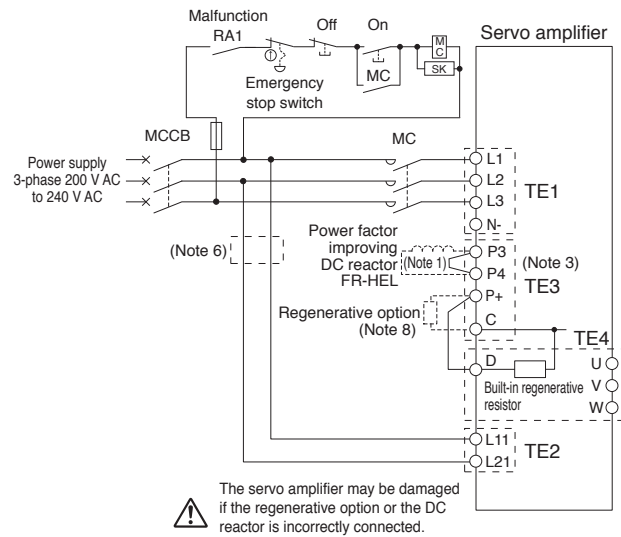 Malfunction
RA1
Off
On
M
C
SK
MC
Emergency
stop switch
Servo amplifier
MCCB
MC
Power supply
3-phase 200 V AC
to 240 V AC
L1
L2
L3
N-
TE1
(Note 6)
Power factor
improving
DC reactor
FR-HEL
(Note 1)
P3
P4
P+
C
(Note 3)
TE3
Regenerative option
(Note 8)
TE4
D
Built-in regenerative
resistor
U
V
W
L11
L21
TE2
The servo amplifier may be damaged
if the regenerative option or the DC
reactor is incorrectly connected.